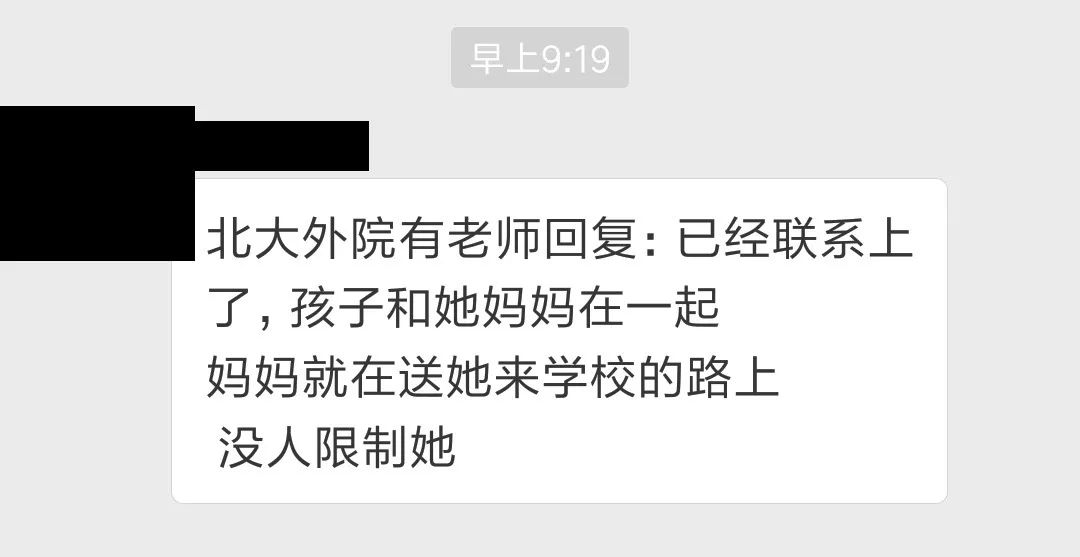 早上9:19
北大外院有老师回复：已经联系上
了，孩子和她妈妈在一起
妈妈就在送她来学校的路上
没人限制她